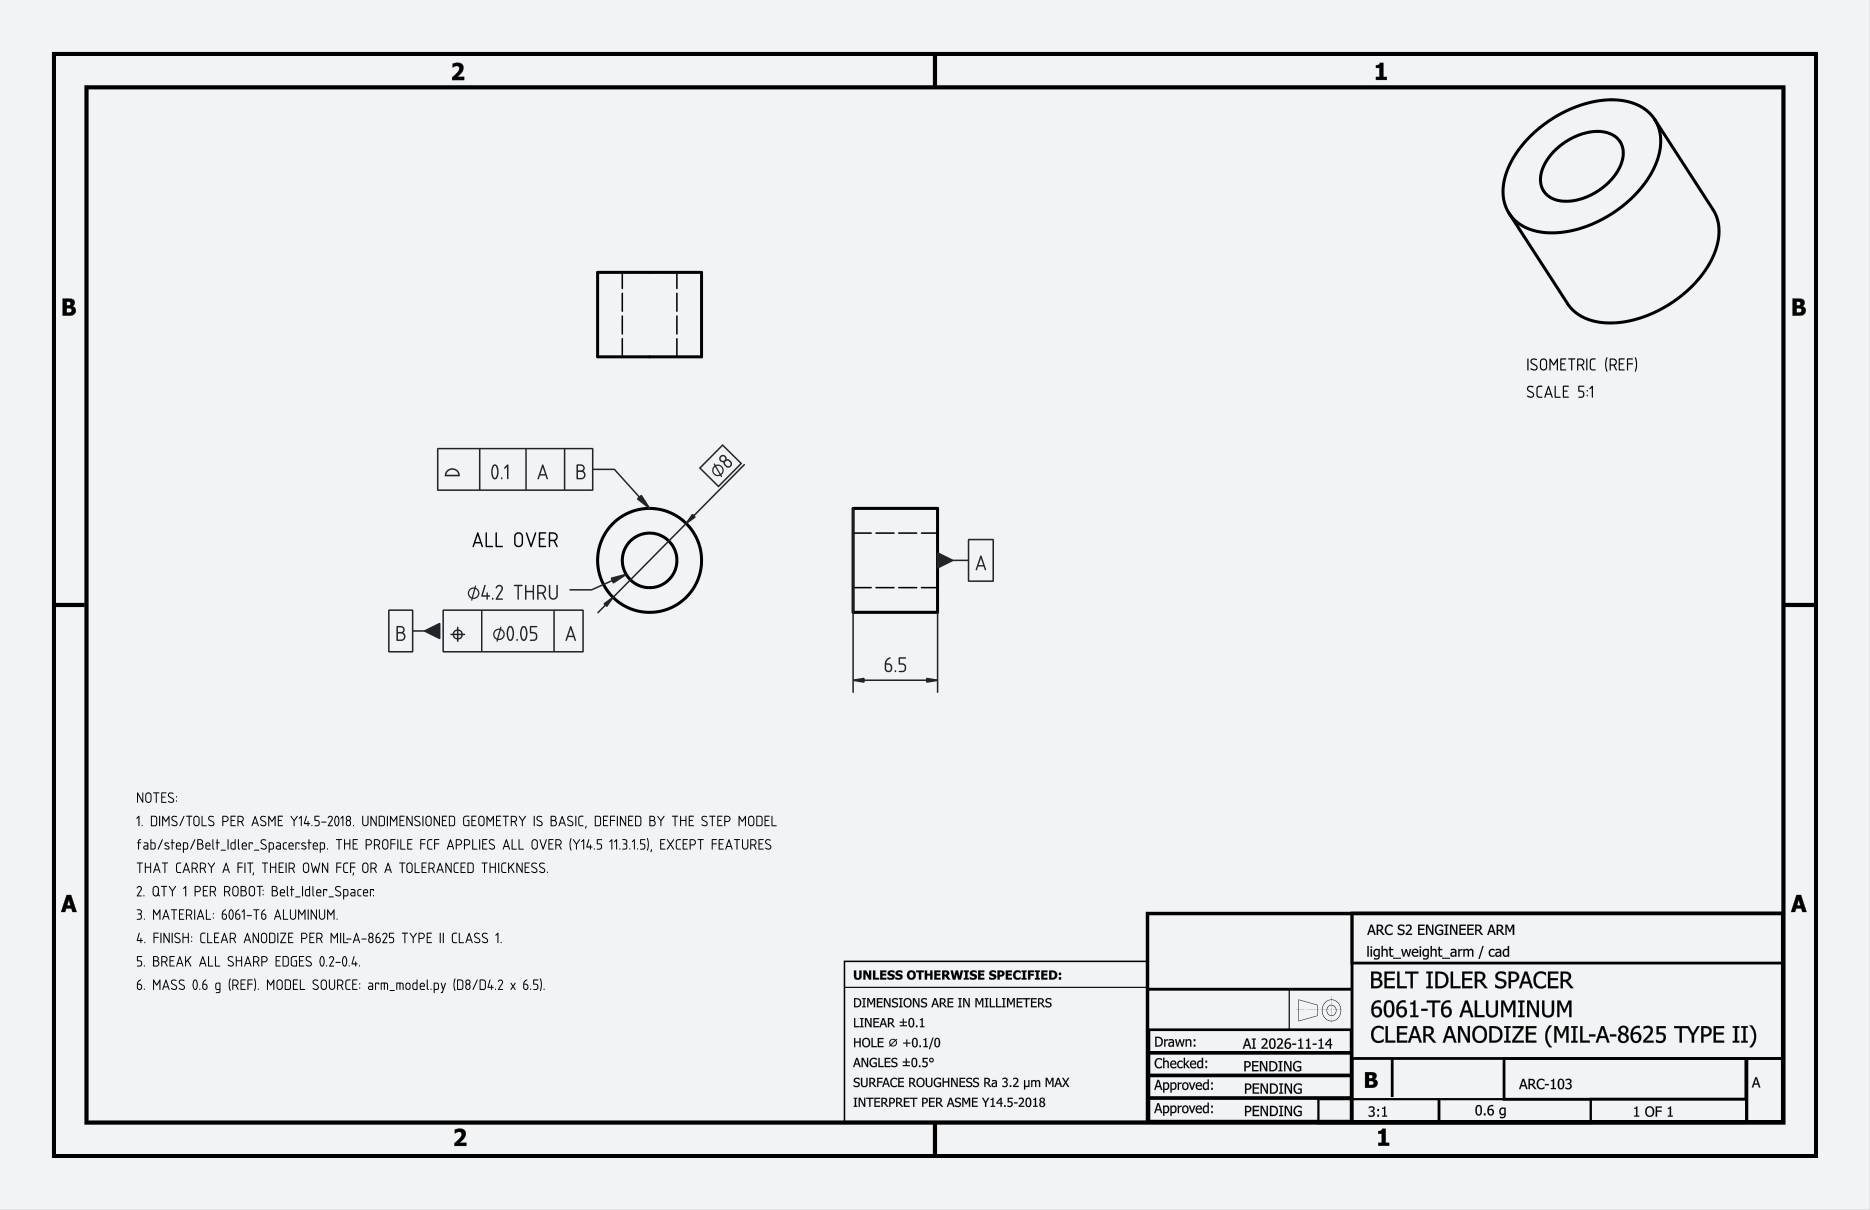 2
1
B
B
ISOMETRIC (REF)
SCALE 5:1
⌓ 0.1 A B
⌀8
ALL OVER
⌀4.2 THRU
B ⌖ ⌀0.05 A
A
6.5
NOTES:
1. DIMS/TOLS PER ASME Y14.5-2018. UNDIMENSIONED GEOMETRY IS BASIC, DEFINED BY THE STEP MODEL
fab/step/Belt_Idler_Spacer.step. THE PROFILE FCF APPLIES ALL OVER (Y14.5 11.3.1.5), EXCEPT FEATURES
THAT CARRY A FIT, THEIR OWN FCF, OR A TOLERANCED THICKNESS.
2. QTY 1 PER ROBOT: Belt_Idler_Spacer.
3. MATERIAL: 6061-T6 ALUMINUM.
4. FINISH: CLEAR ANODIZE PER MIL-A-8625 TYPE II CLASS 1.
5. BREAK ALL SHARP EDGES 0.2-0.4.
6. MASS 0.6 g (REF). MODEL SOURCE: arm_model.py (D8/D4.2 x 6.5).
A
A
UNLESS OTHERWISE SPECIFIED:
DIMENSIONS ARE IN MILLIMETERS
LINEAR ±0.1
HOLE ⌀ +0.1/0
ANGLES ±0.5°
SURFACE ROUGHNESS Ra 3.2 µm MAX
INTERPRET PER ASME Y14.5-2018
Drawn: AI 2026-11-14
Checked: PENDING
Approved: PENDING
Approved: PENDING
ARC S2 ENGINEER ARM
light_weight_arm / cad
BELT IDLER SPACER
6061-T6 ALUMINUM
CLEAR ANODIZE (MIL-A-8625 TYPE II)
B ARC-103 A
3:1 0.6 g 1 OF 1
2
1